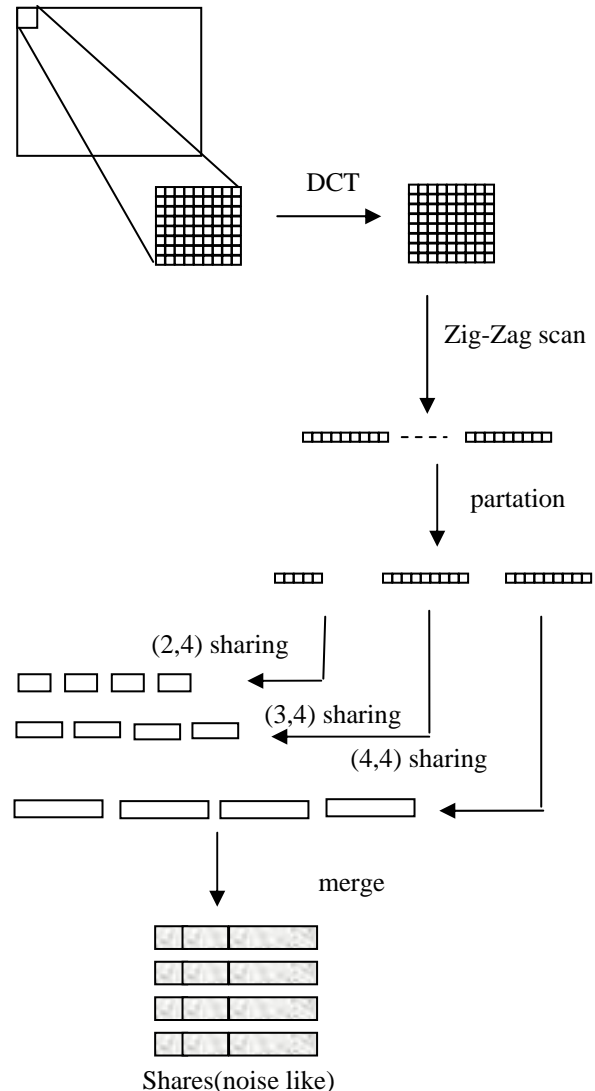 DCT
Zig-Zag scan
partation
(2,4) sharing
(3,4) sharing
(4,4) sharing
merge
Shares(noise like)